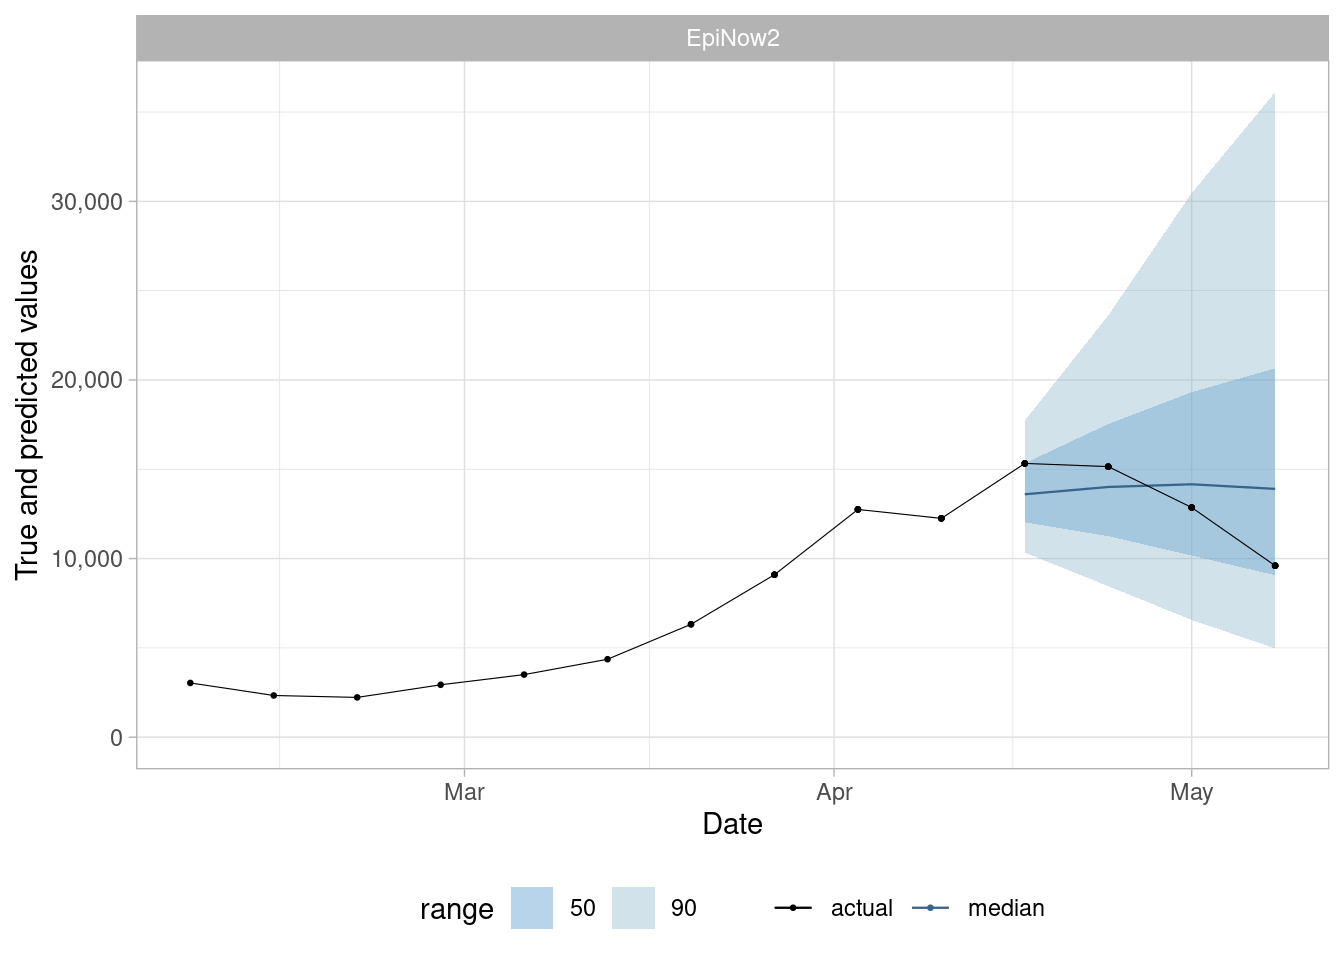 EpiNow2
True and predicted values
30,000
20,000
10,000
0
Mar Apr May
Date
range 50 90 actual median